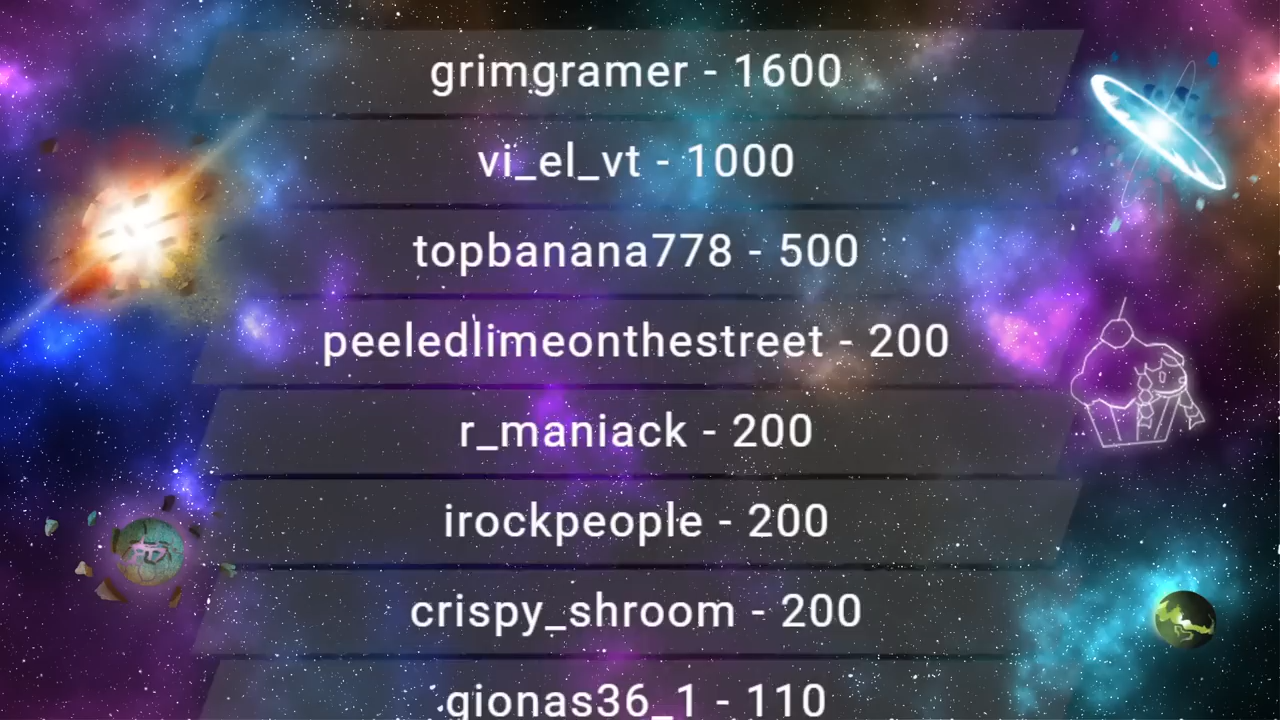 grimgramer - 1600
vi_el_vt - 1000
topbanana778 - 500
peeledlimeonthestreet - 200
r_maniack - 200
irockpeople - 200
crispy_shroom - 200
gionas36_1 - 110